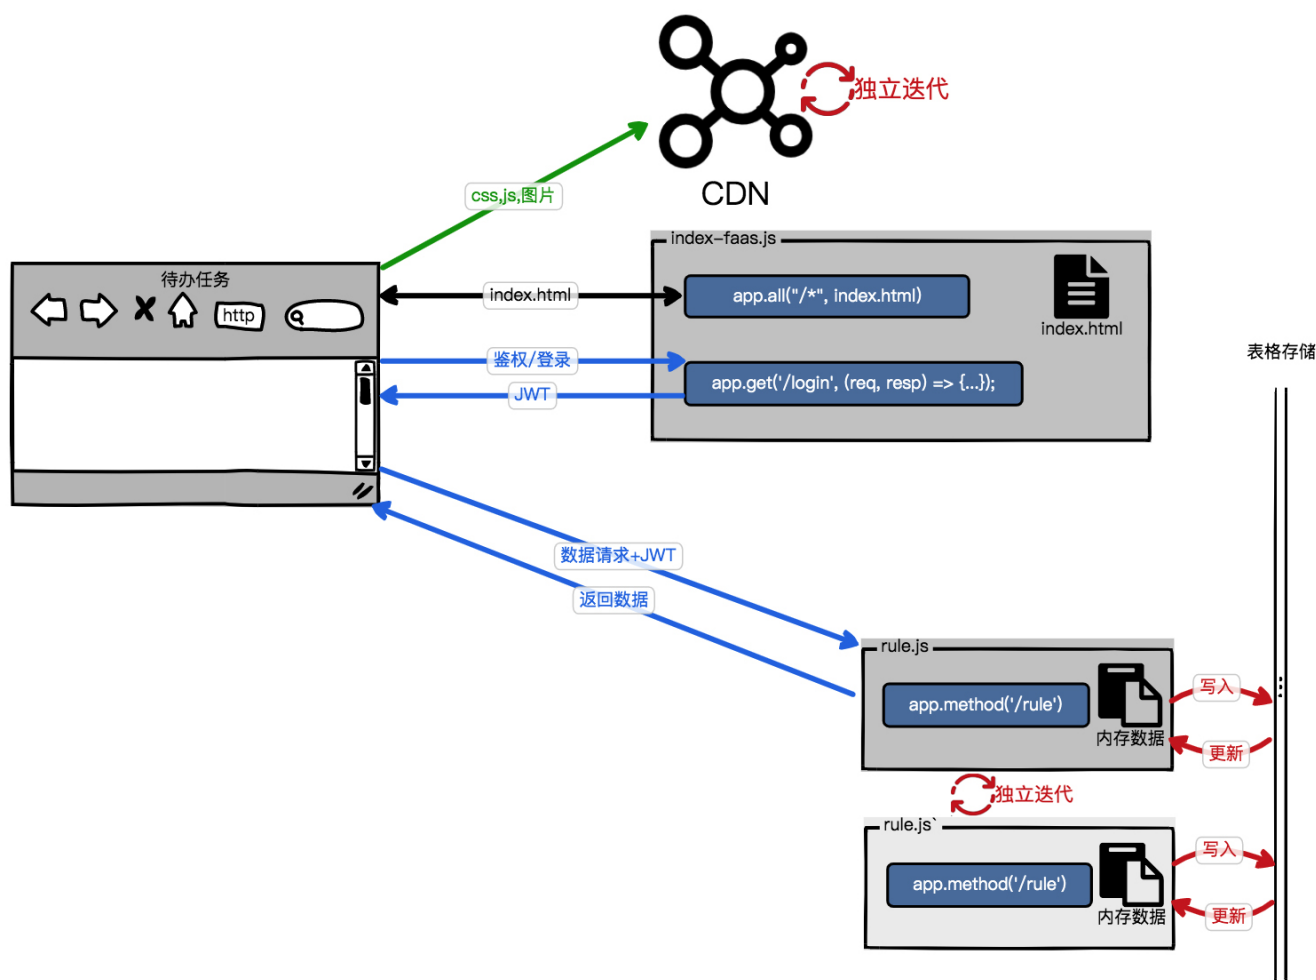 独立迭代
CDN
css,js,图片
index-faas.js
待办任务
http
index.html
app.all("/*", index.html)
index.html
鉴权/登录
app.get('/login', (req, resp) => {...});
JWT
表格存储
数据请求+JWT
返回数据
rule.js
app.method('/rule')
内存数据
写入
更新
独立迭代
rule.js`
app.method('/rule')
内存数据
写入
更新